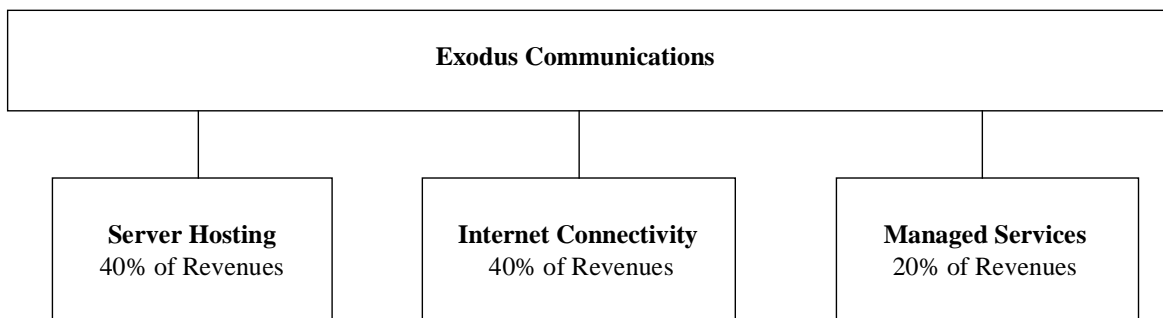 Exodus Communications
Server Hosting
40% of Revenues
Internet Connectivity
40% of Revenues
Managed Services
20% of Revenues